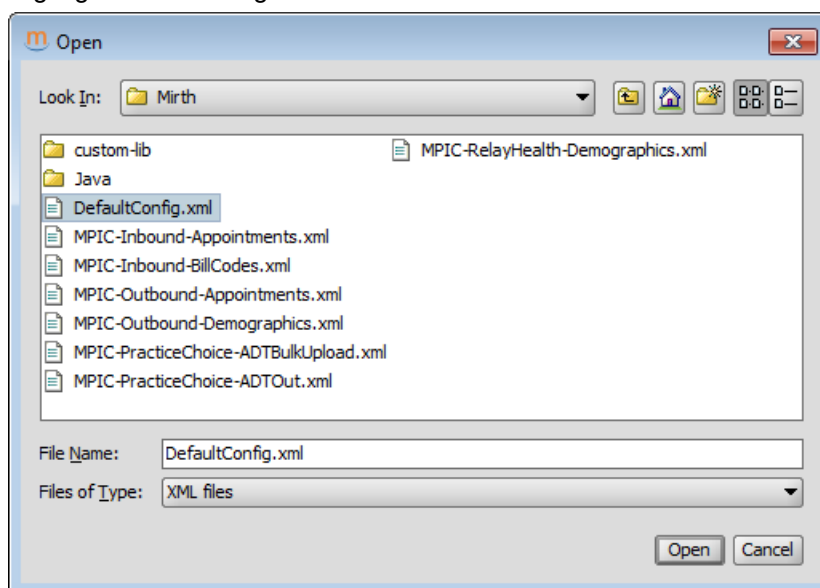 Open
Look In: Mirth
custom-lib
Java
DefaultConfig.xml
MPIC-Inbound-Appointments.xml
MPIC-Inbound-BillCodes.xml
MPIC-Outbound-Appointments.xml
MPIC-Outbound-Demographics.xml
MPIC-PracticeChoice-ADTBulkUpload.xml
MPIC-PracticeChoice-ADTOut.xml
MPIC-RelayHealth-Demographics.xml
File Name: DefaultConfig.xml
Files of Type: XML files
Open Cancel